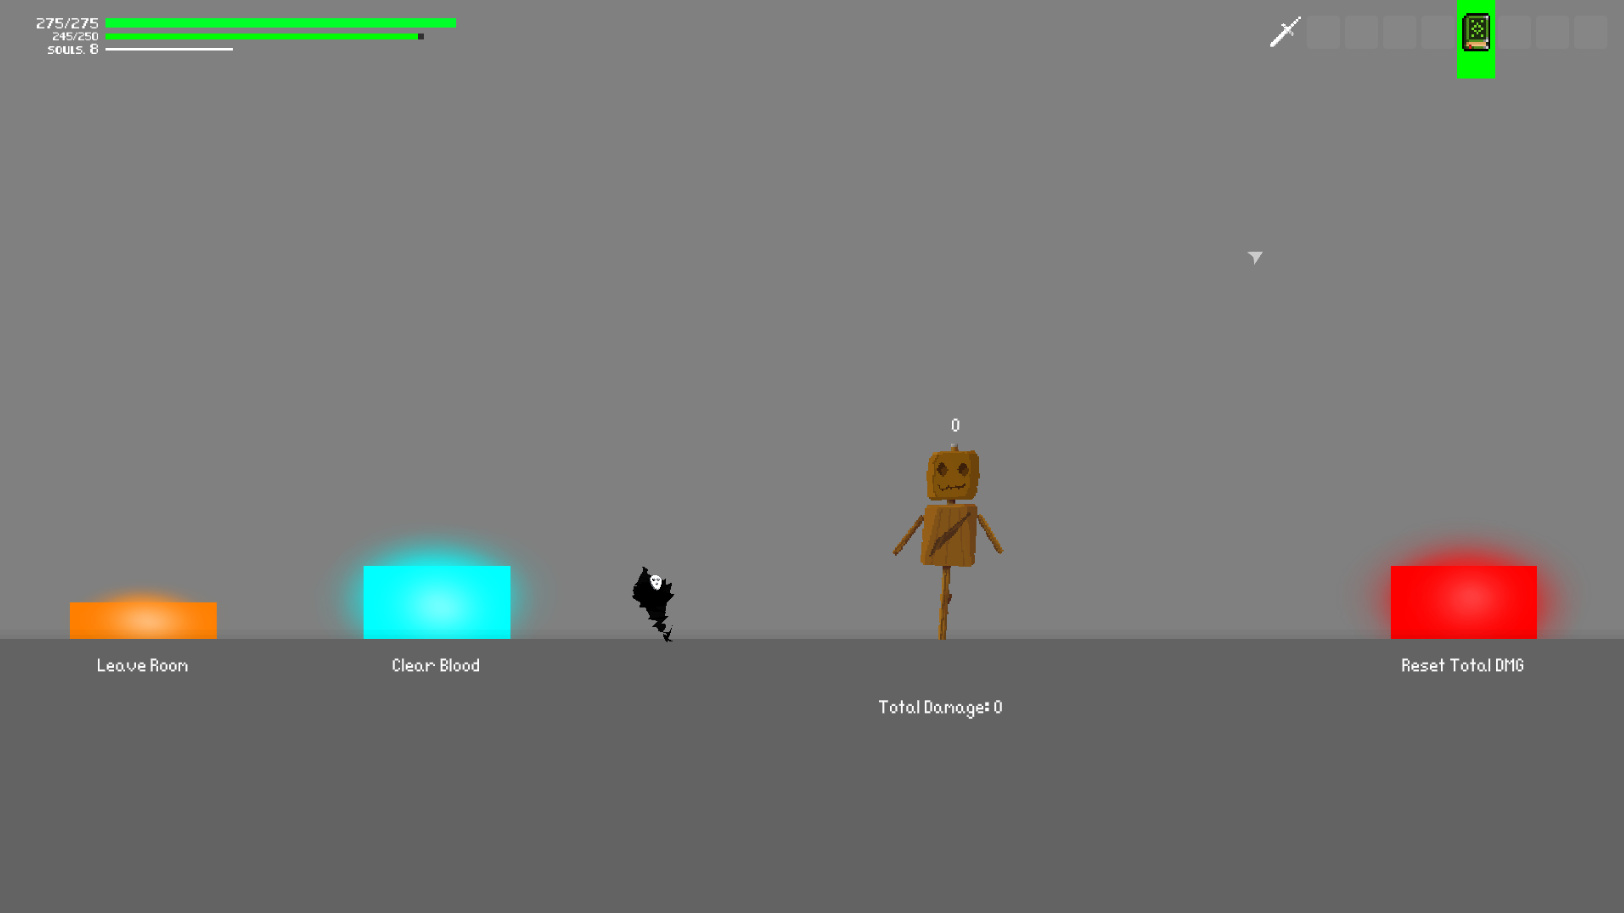 275/275
245/250
souls. 8
0
Leave Room
Clear Blood
Reset Total DMG
Total Damage: 0